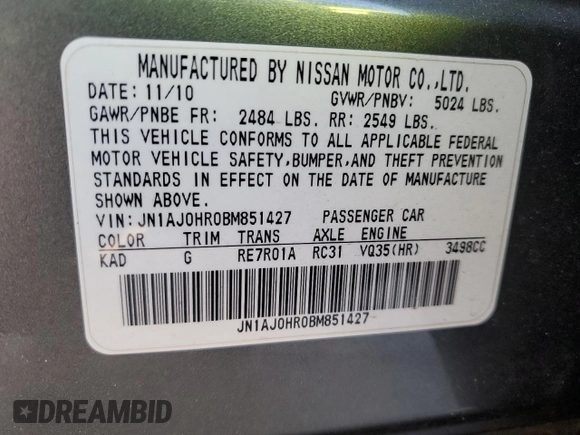 MANUFACTURED BY NISSAN MOTOR CO.,LTD.
DATE: 11/10 GVWR/PNBV: 5024 LBS.
GAWR/PNBE FR: 2484 LBS. RR: 2549 LBS.
THIS VEHICLE CONFORMS TO ALL APPLICABLE FEDERAL
MOTOR VEHICLE SAFETY,BUMPER,AND THEFT PREVENTION
STANDARDS IN EFFECT ON THE DATE OF MANUFACTURE
SHOWN ABOVE.
VIN: JN1AJ0HR0BM851427 PASSENGER CAR
COLOR TRIM TRANS AXLE ENGINE
KAD G RE7R01A RC31 VQ35(HR) 3498CC
JN1AJ0HR0BM851427
DREAMBID